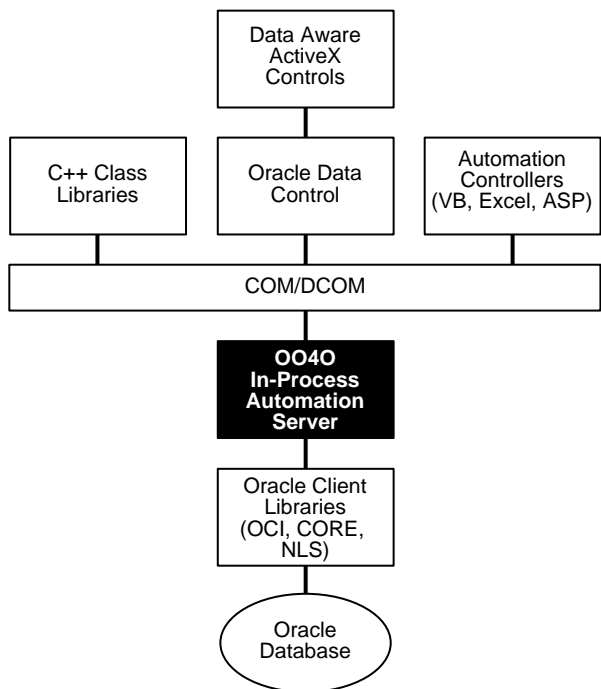 Data Aware
ActiveX
Controls
C++ Class
Libraries
Oracle Data
Control
Automation
Controllers
(VB, Excel, ASP)
COM/DCOM
OO4O
In-Process
Automation
Server
Oracle Client
Libraries
(OCI, CORE,
NLS)
Oracle
Database